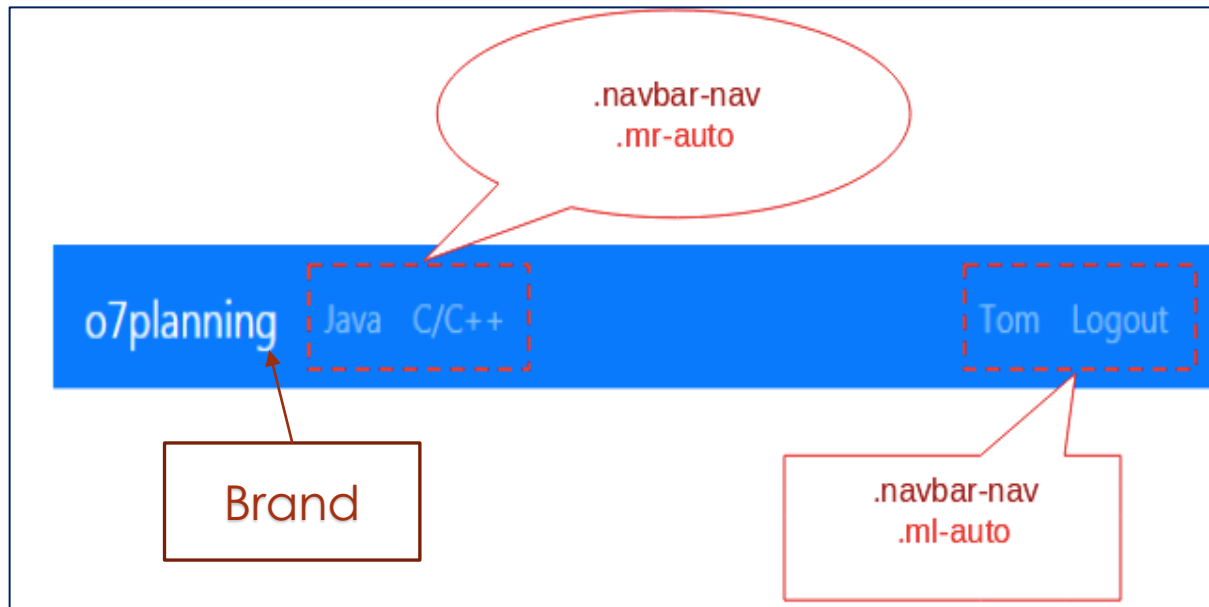 .navbar-nav
.mr-auto
o7planning Java C/C++ Tom Logout
Brand
.navbar-nav
.ml-auto